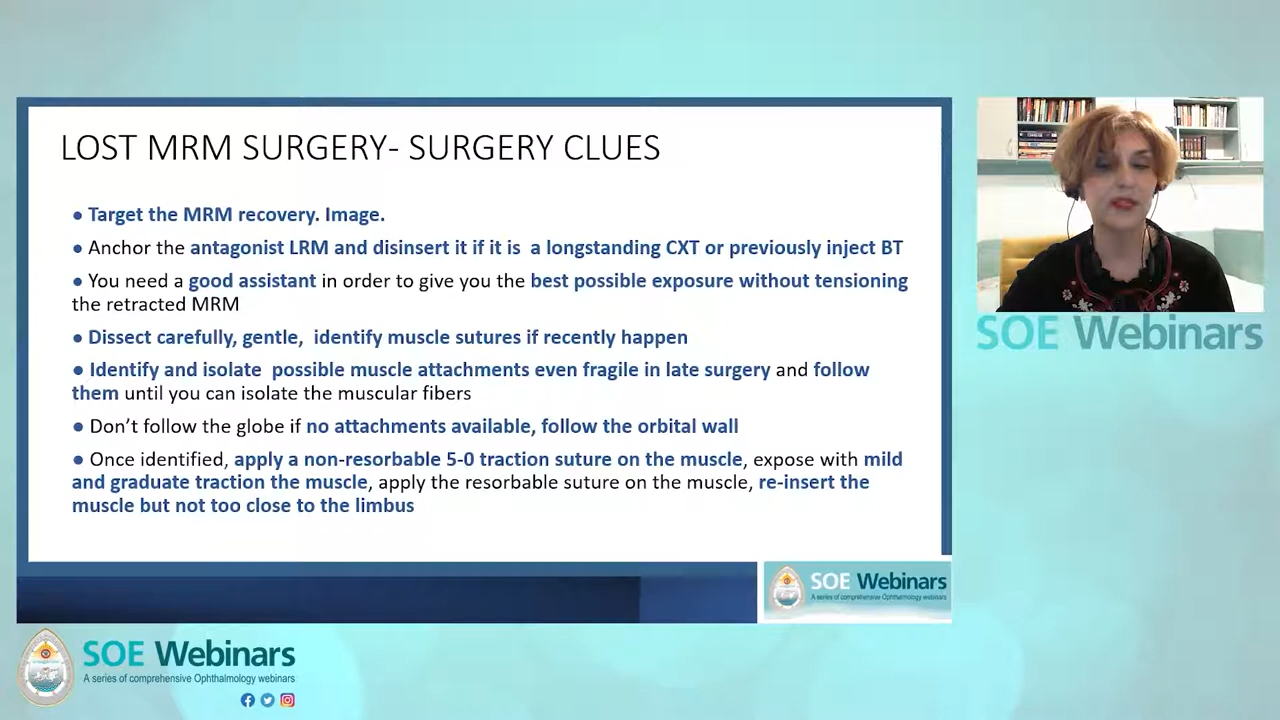 LOST MRM SURGERY- SURGERY CLUES
● Target the MRM recovery. Image.
● Anchor the antagonist LRM and disinsert it if it is a longstanding CXT or previously inject BT
● You need a good assistant in order to give you the best possible exposure without tensioning
the retracted MRM
● Dissect carefully, gentle, identify muscle sutures if recently happen
● Identify and isolate possible muscle attachments even fragile in late surgery and follow
them until you can isolate the muscular fibers
● Don't follow the globe if no attachments available, follow the orbital wall
● Once identified, apply a non-resorbable 5-0 traction suture on the muscle, expose with mild
and graduate traction the muscle, apply the resorbable suture on the muscle, re-insert the
muscle but not too close to the limbus
SOE Webinars
SOE Webinars
A series of comprehensive Ophthalmology webinars
SOE Webinars
A series of comprehensive Ophthalmology webinars